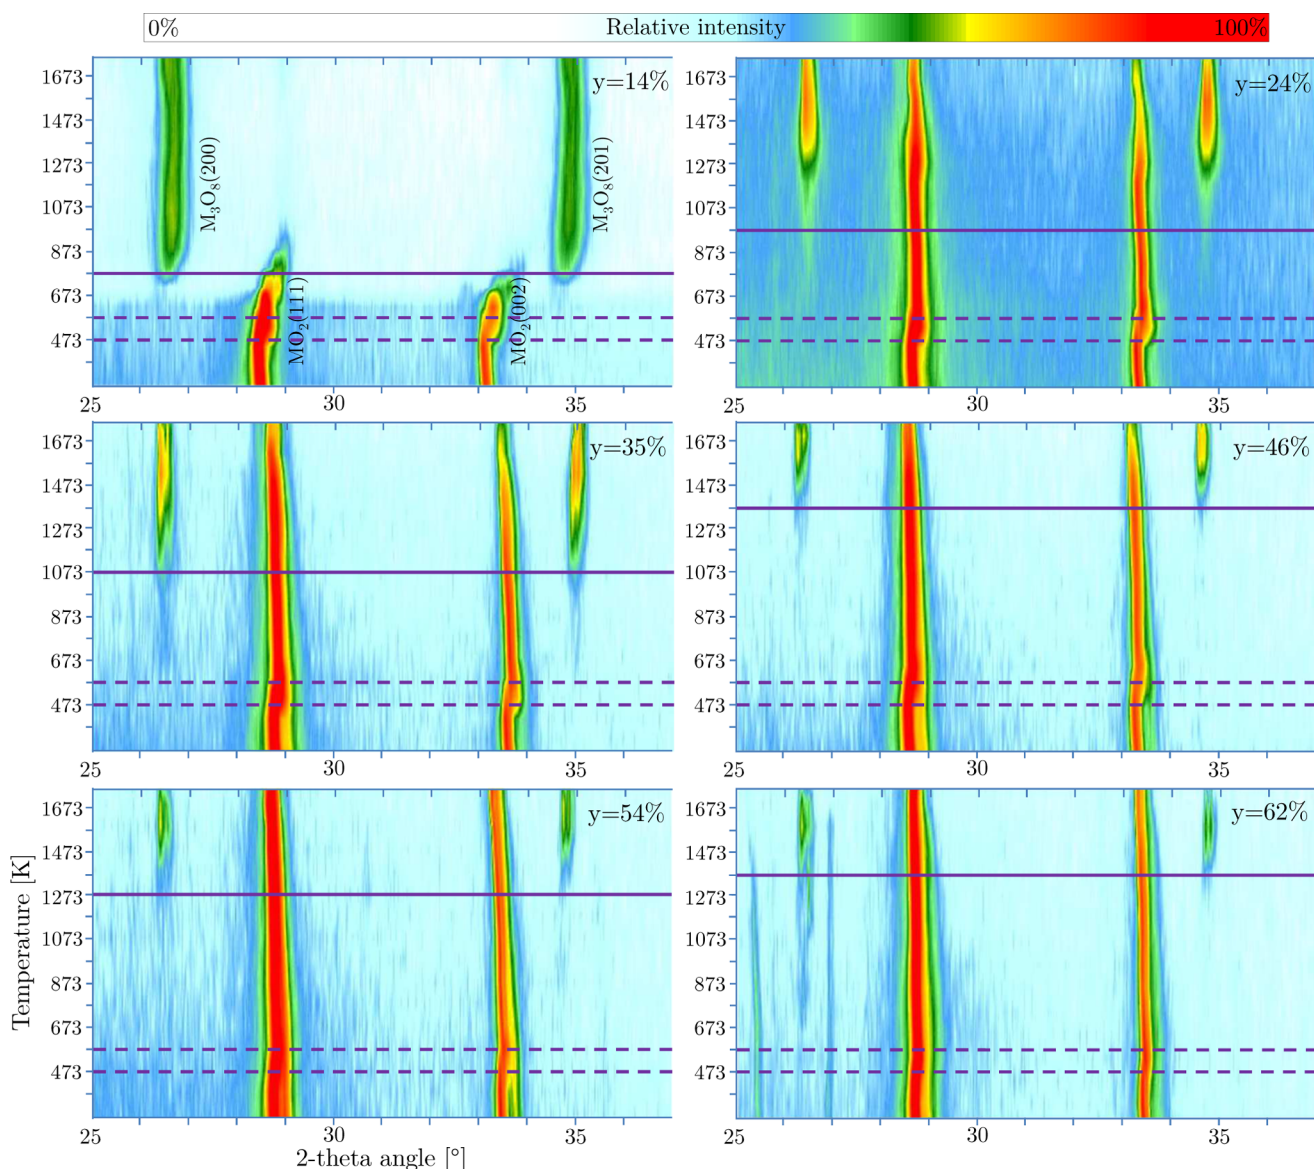 0% Relative intensity 100%
1673 y=14%
1473
1273
1073
873
673
473
M₃O₈(200)
M₃O₈(201)
MO₂(111)
MO₂(002)
25 30 35
1673 y=24%
1473
1273
1073
873
673
473
25 30 35
1673 y=35%
1473
1273
1073
873
673
473
25 30 35
1673 y=46%
1473
1273
1073
873
673
473
25 30 35
1673 y=54%
1473
1273
1073
873
673
473
25 30 35
1673 y=62%
1473
1273
1073
873
673
473
25 30 35
Temperature [K]
2-theta angle [°]